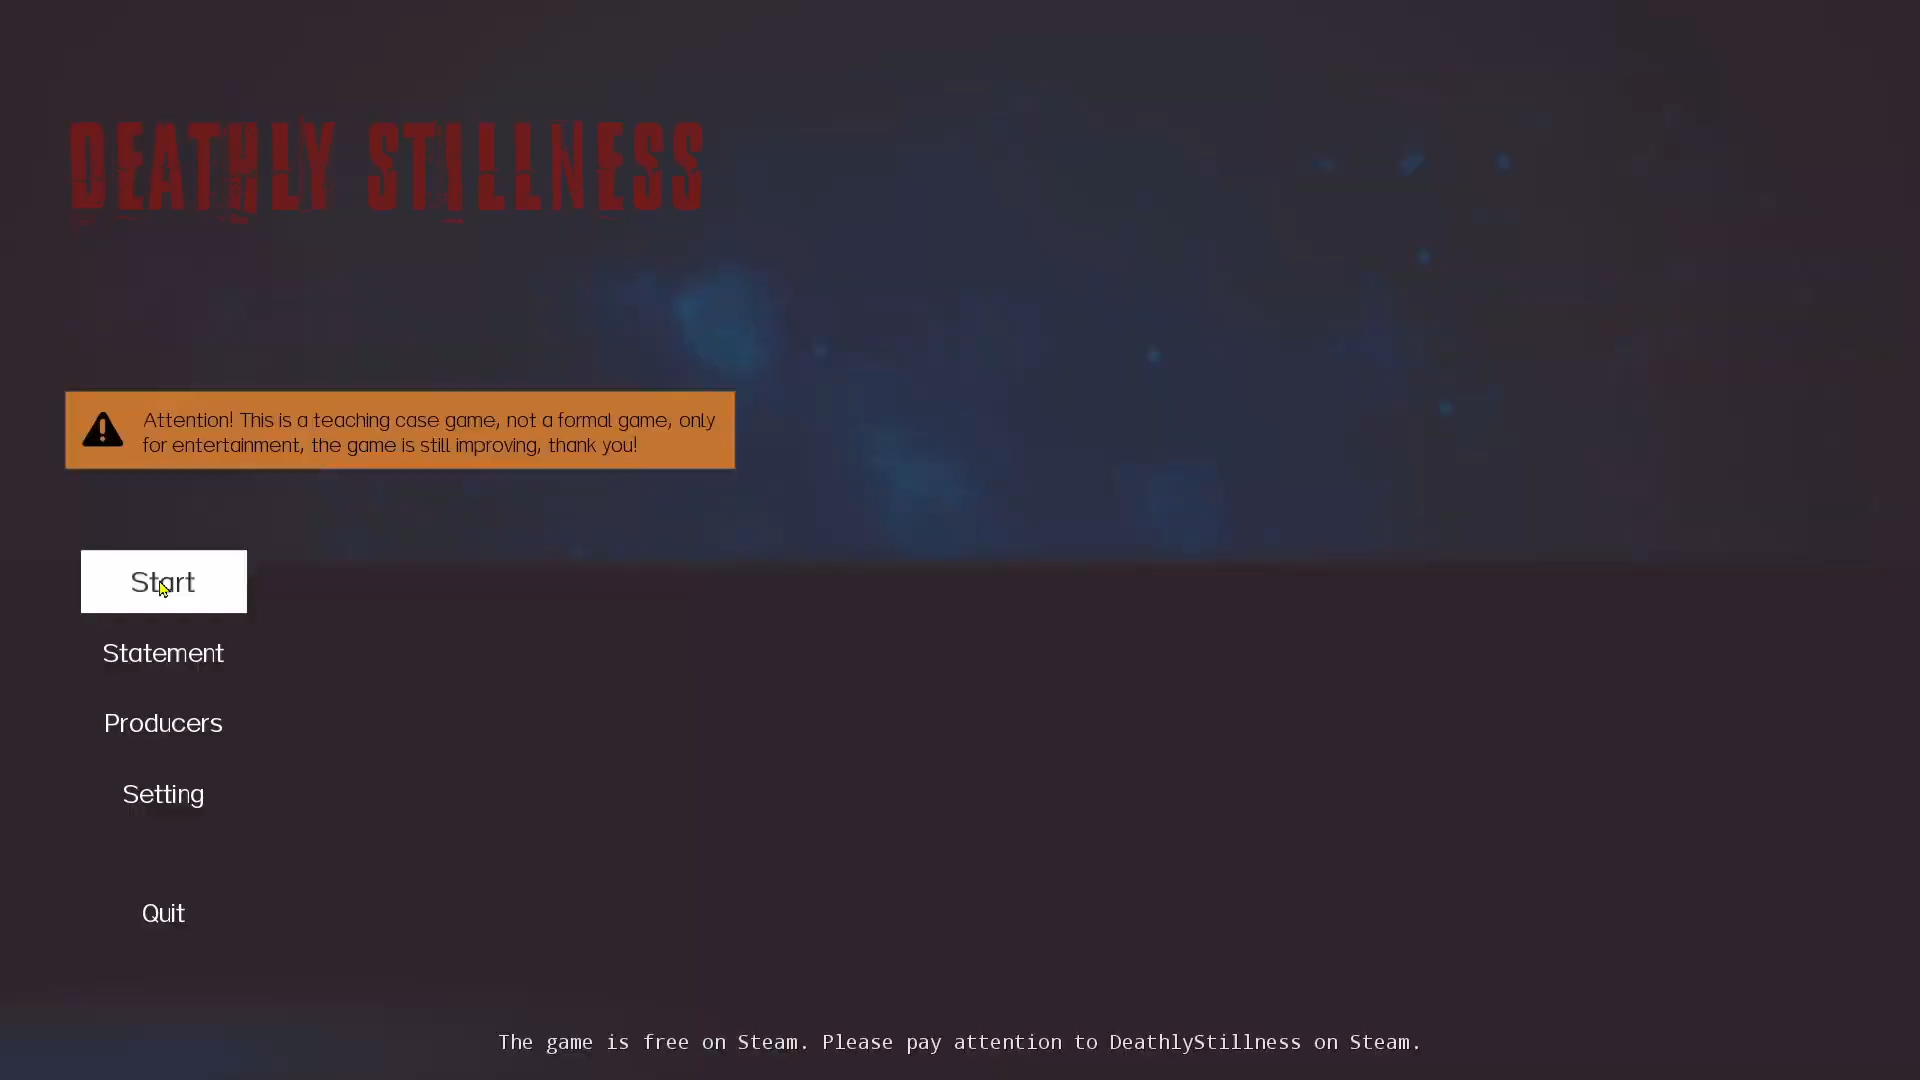 DEATHLY STILLNESS
Attention! This is a teaching case game, not a formal game, only
for entertainment, the game is still improving, thank you!
Start
Statement
Producers
Setting
Quit
The game is free on Steam. Please pay attention to DeathlyStillness on Steam.